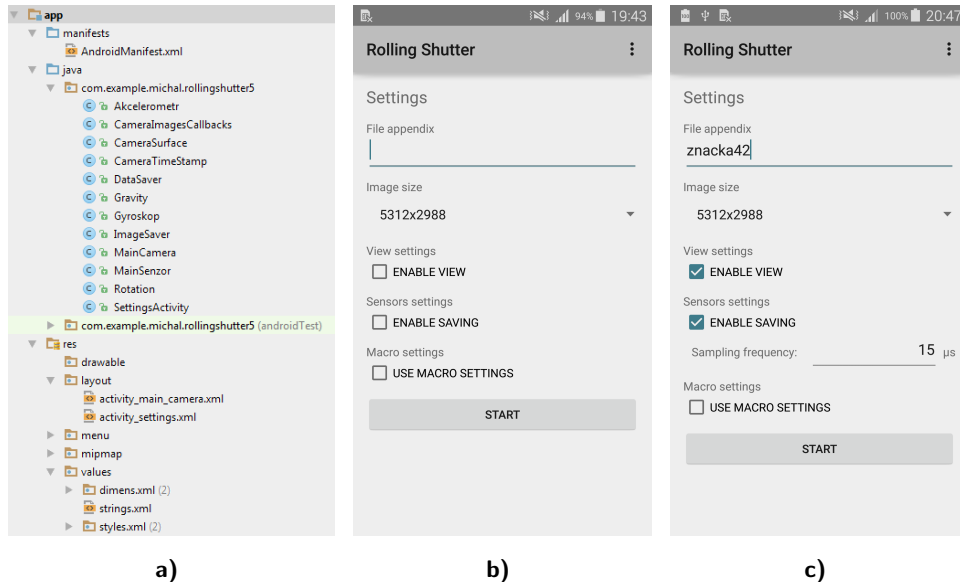 app
manifests
AndroidManifest.xml
java
com.example.michal.rollingshutter5
Akcelerometr
CameraImagesCallbacks
CameraSurface
CameraTimeStamp
DataSaver
Gravity
Gyroskop
ImageSaver
MainCamera
MainSenzor
Rotation
SettingsActivity
com.example.michal.rollingshutter5 (androidTest)
res
drawable
layout
activity_main_camera.xml
activity_settings.xml
menu
mipmap
values
dimens.xml (2)
strings.xml
styles.xml (2)
a)
94% 19:43
Rolling Shutter
Settings
File appendix
Image size
5312x2988
View settings
ENABLE VIEW
Sensors settings
ENABLE SAVING
Macro settings
USE MACRO SETTINGS
START
b)
100% 20:47
Rolling Shutter
Settings
File appendix
znacka42
Image size
5312x2988
View settings
ENABLE VIEW
Sensors settings
ENABLE SAVING
Sampling frequency: 15 µs
Macro settings
USE MACRO SETTINGS
START
c)